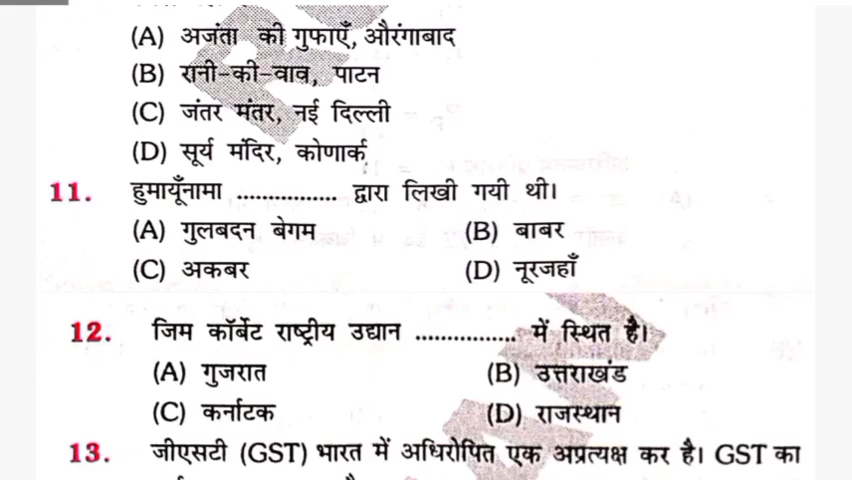 (A) अजंता की गुफाएँ, औरंगाबाद
(B) रानी-की-वाव, पाटन
(C) जंतर मंतर, नई दिल्ली
(D) सूर्य मंदिर, कोणार्क
11. हुमायूँनामा ................ द्वारा लिखी गयी थी।
(A) गुलबदन बेगम (B) बाबर
(C) अकबर (D) नूरजहाँ
12. जिम कॉर्बेट राष्ट्रीय उद्यान ................ में स्थित है।
(A) गुजरात (B) उत्तराखंड
(C) कर्नाटक (D) राजस्थान
13. जीएसटी (GST) भारत में अधिरोपित एक अप्रत्यक्ष कर है। GST का